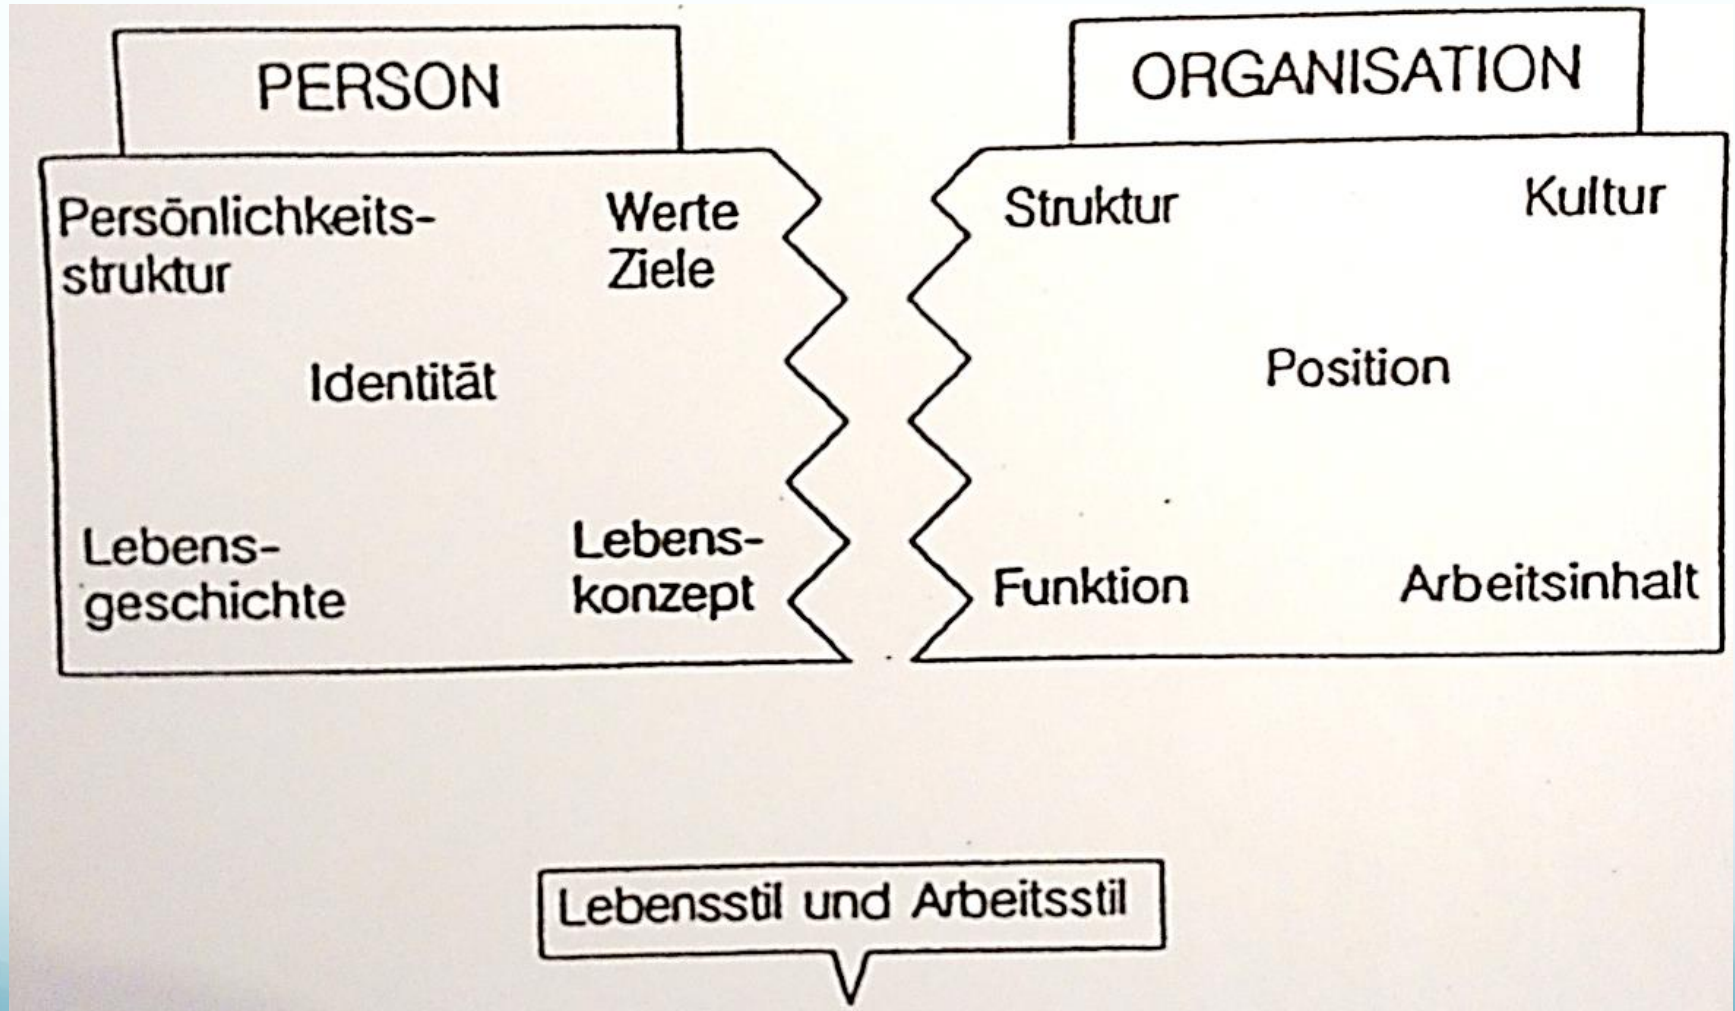 PERSON
Persönlichkeits-
struktur
Werte
Ziele
Identität
Lebens-
geschichte
Lebens-
konzept
ORGANISATION
Struktur
Kultur
Position
Funktion
Arbeitsinhalt
Lebensstil und Arbeitsstil